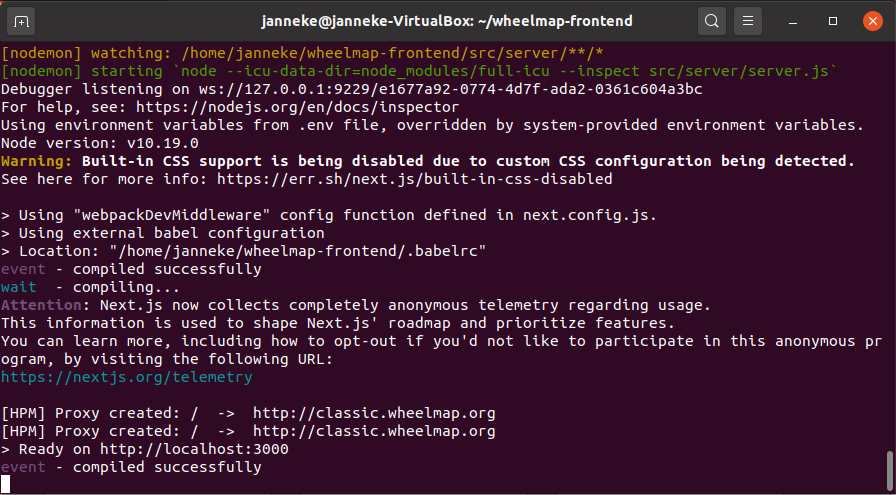 janneke@janneke-VirtualBox: ~/wheelmap-frontend
[nodemon] watching: /home/janneke/wheelmap-frontend/src/server/**/*
[nodemon] starting `node --icu-data-dir=node_modules/full-icu --inspect src/server/server.js`
Debugger listening on ws://127.0.0.1:9229/e1677a92-0774-4d7f-ada2-0361c604a3bc
For help, see: https://nodejs.org/en/docs/inspector
Using environment variables from .env file, overridden by system-provided environment variables.
Node version: v10.19.0
Warning: Built-in CSS support is being disabled due to custom CSS configuration being detected.
See here for more info: https://err.sh/next.js/built-in-css-disabled
> Using "webpackDevMiddleware" config function defined in next.config.js.
> Using external babel configuration
> Location: "/home/janneke/wheelmap-frontend/.babelrc"
event - compiled successfully
wait  - compiling...
Attention: Next.js now collects completely anonymous telemetry regarding usage.
This information is used to shape Next.js' roadmap and prioritize features.
You can learn more, including how to opt-out if you'd not like to participate in this anonymous pr
ogram, by visiting the following URL:
https://nextjs.org/telemetry
[HPM] Proxy created: /  ->  http://classic.wheelmap.org
[HPM] Proxy created: /  ->  http://classic.wheelmap.org
> Ready on http://localhost:3000
event - compiled successfully